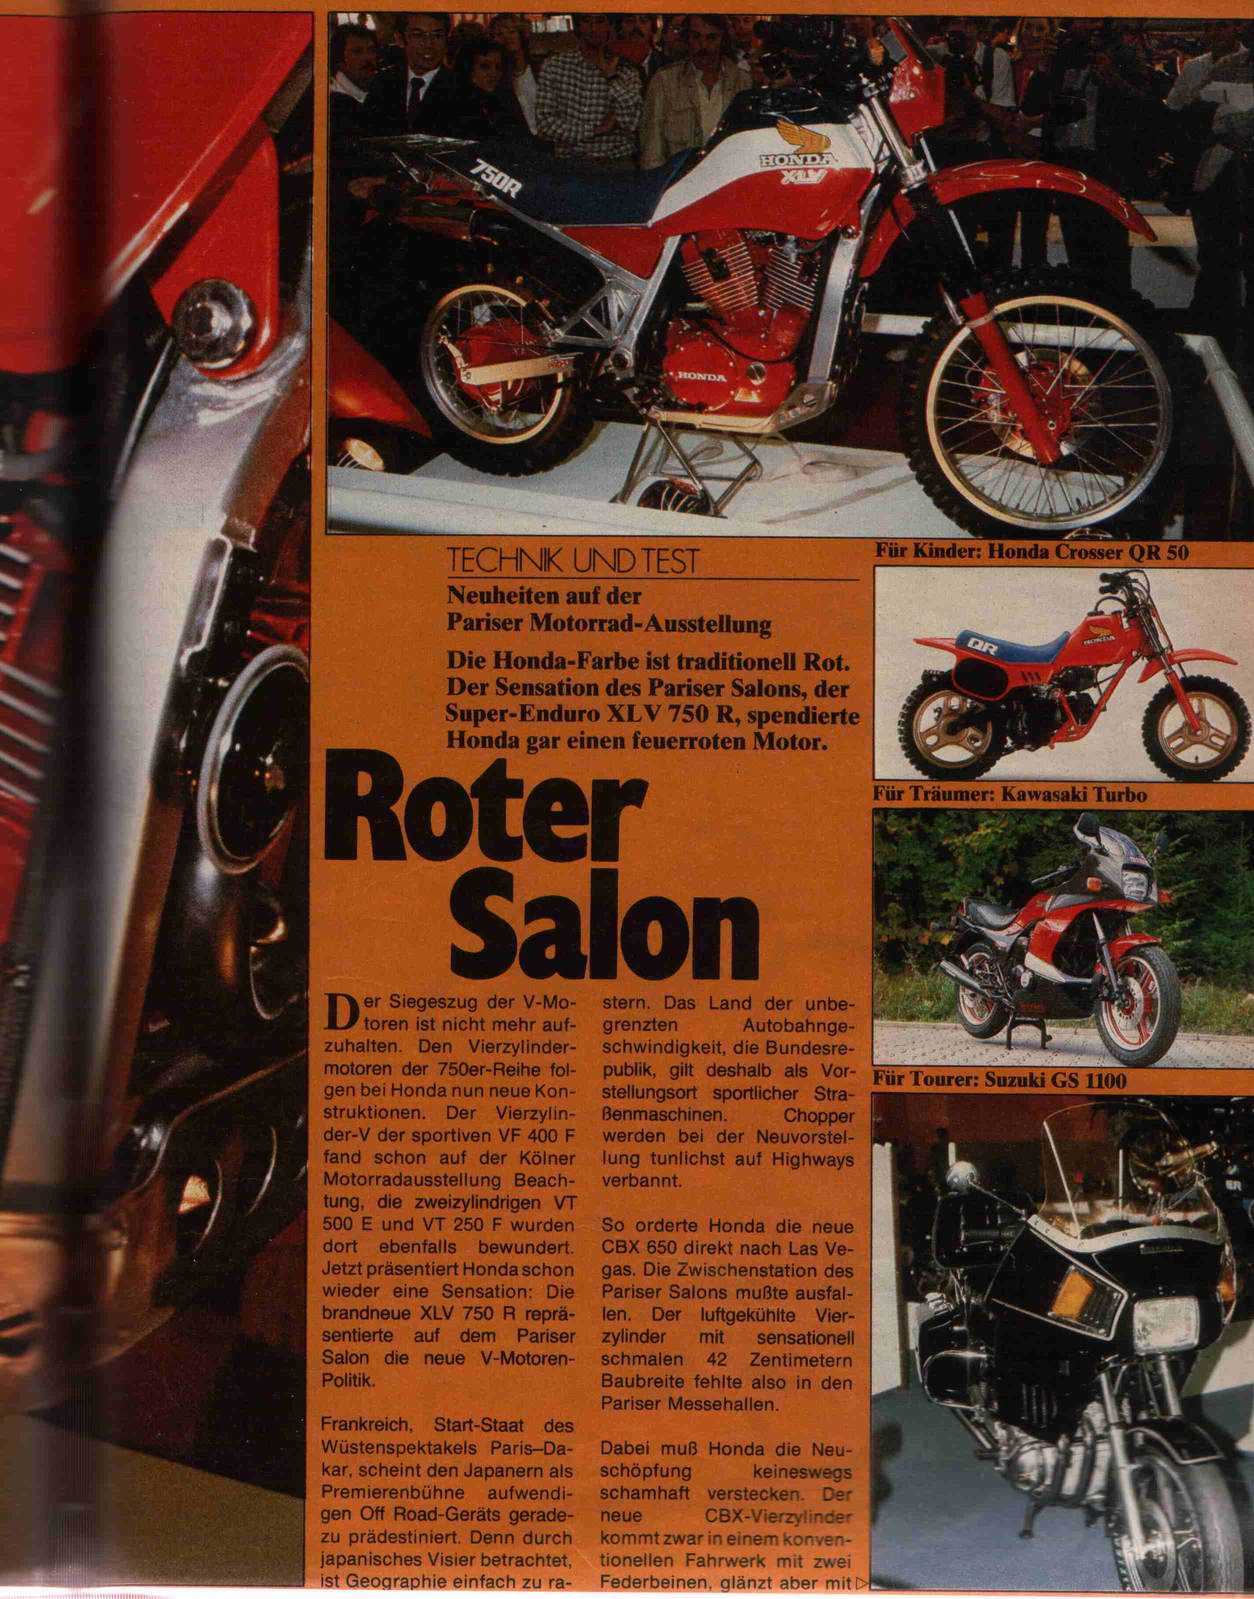 750R
HONDA
XLV
HONDA
TECHNIK UND TEST
Neuheiten auf der
Pariser Motorrad-Ausstellung
Die Honda-Farbe ist traditionell Rot.
Der Sensation des Pariser Salons, der
Super-Enduro XLV 750 R, spendierte
Honda gar einen feuerroten Motor.
Roter
Salon
Der Siegeszug der V-Mo-
toren ist nicht mehr auf-
zuhalten. Den Vierzylinder-
motoren der 750er-Reihe fol-
gen bei Honda nun neue Kon-
struktionen. Der Vierzylin-
der-V der sportiven VF 400 F
fand schon auf der Kölner
Motorradausstellung Beach-
tung, die zweizylindrigen VT
500 E und VT 250 F wurden
dort ebenfalls bewundert.
Jetzt präsentiert Honda schon
wieder eine Sensation: Die
brandneue XLV 750 R reprä-
sentierte auf dem Pariser
Salon die neue V-Motoren-
Politik.
Frankreich, Start-Staat des
Wüstenspektakels Paris–Da-
kar, scheint den Japanern als
Premierenbühne aufwendi-
gen Off Road-Geräts gerade-
zu prädestiniert. Denn durch
japanisches Visier betrachtet,
ist Geographie einfach zu ra-
stern. Das Land der unbe-
grenzten Autobahnge-
schwindigkeit, die Bundesre-
publik, gilt deshalb als Vor-
stellungsort sportlicher Stra-
ßenmaschinen. Chopper
werden bei der Neuvorstel-
lung tunlichst auf Highways
verbannt.
So orderte Honda die neue
CBX 650 direkt nach Las Ve-
gas. Die Zwischenstation des
Pariser Salons mußte ausfal-
len. Der luftgekühlte Vier-
zylinder mit sensationell
schmalen 42 Zentimetern
Baubreite fehlte also in den
Pariser Messehallen.
Dabei muß Honda die Neu-
schöpfung keineswegs
schamhaft verstecken. Der
neue CBX-Vierzylinder
kommt zwar in einem konven-
tionellen Fahrwerk mit zwei
Federbeinen, glänzt aber mit ▷
Für Kinder: Honda Crosser QR 50
QR
HONDA
Für Träumer: Kawasaki Turbo
Für Tourer: Suzuki GS 1100
ER